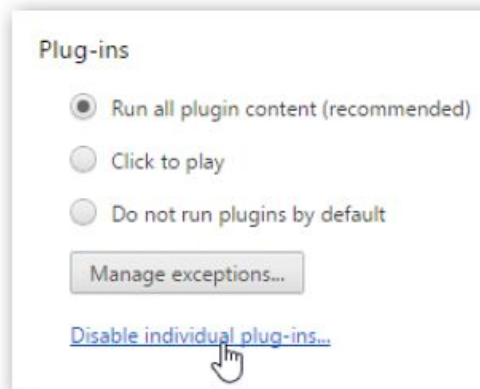 Plug-ins
Run all plugin content (recommended)
Click to play
Do not run plugins by default
Manage exceptions...
Disable individual plug-ins...